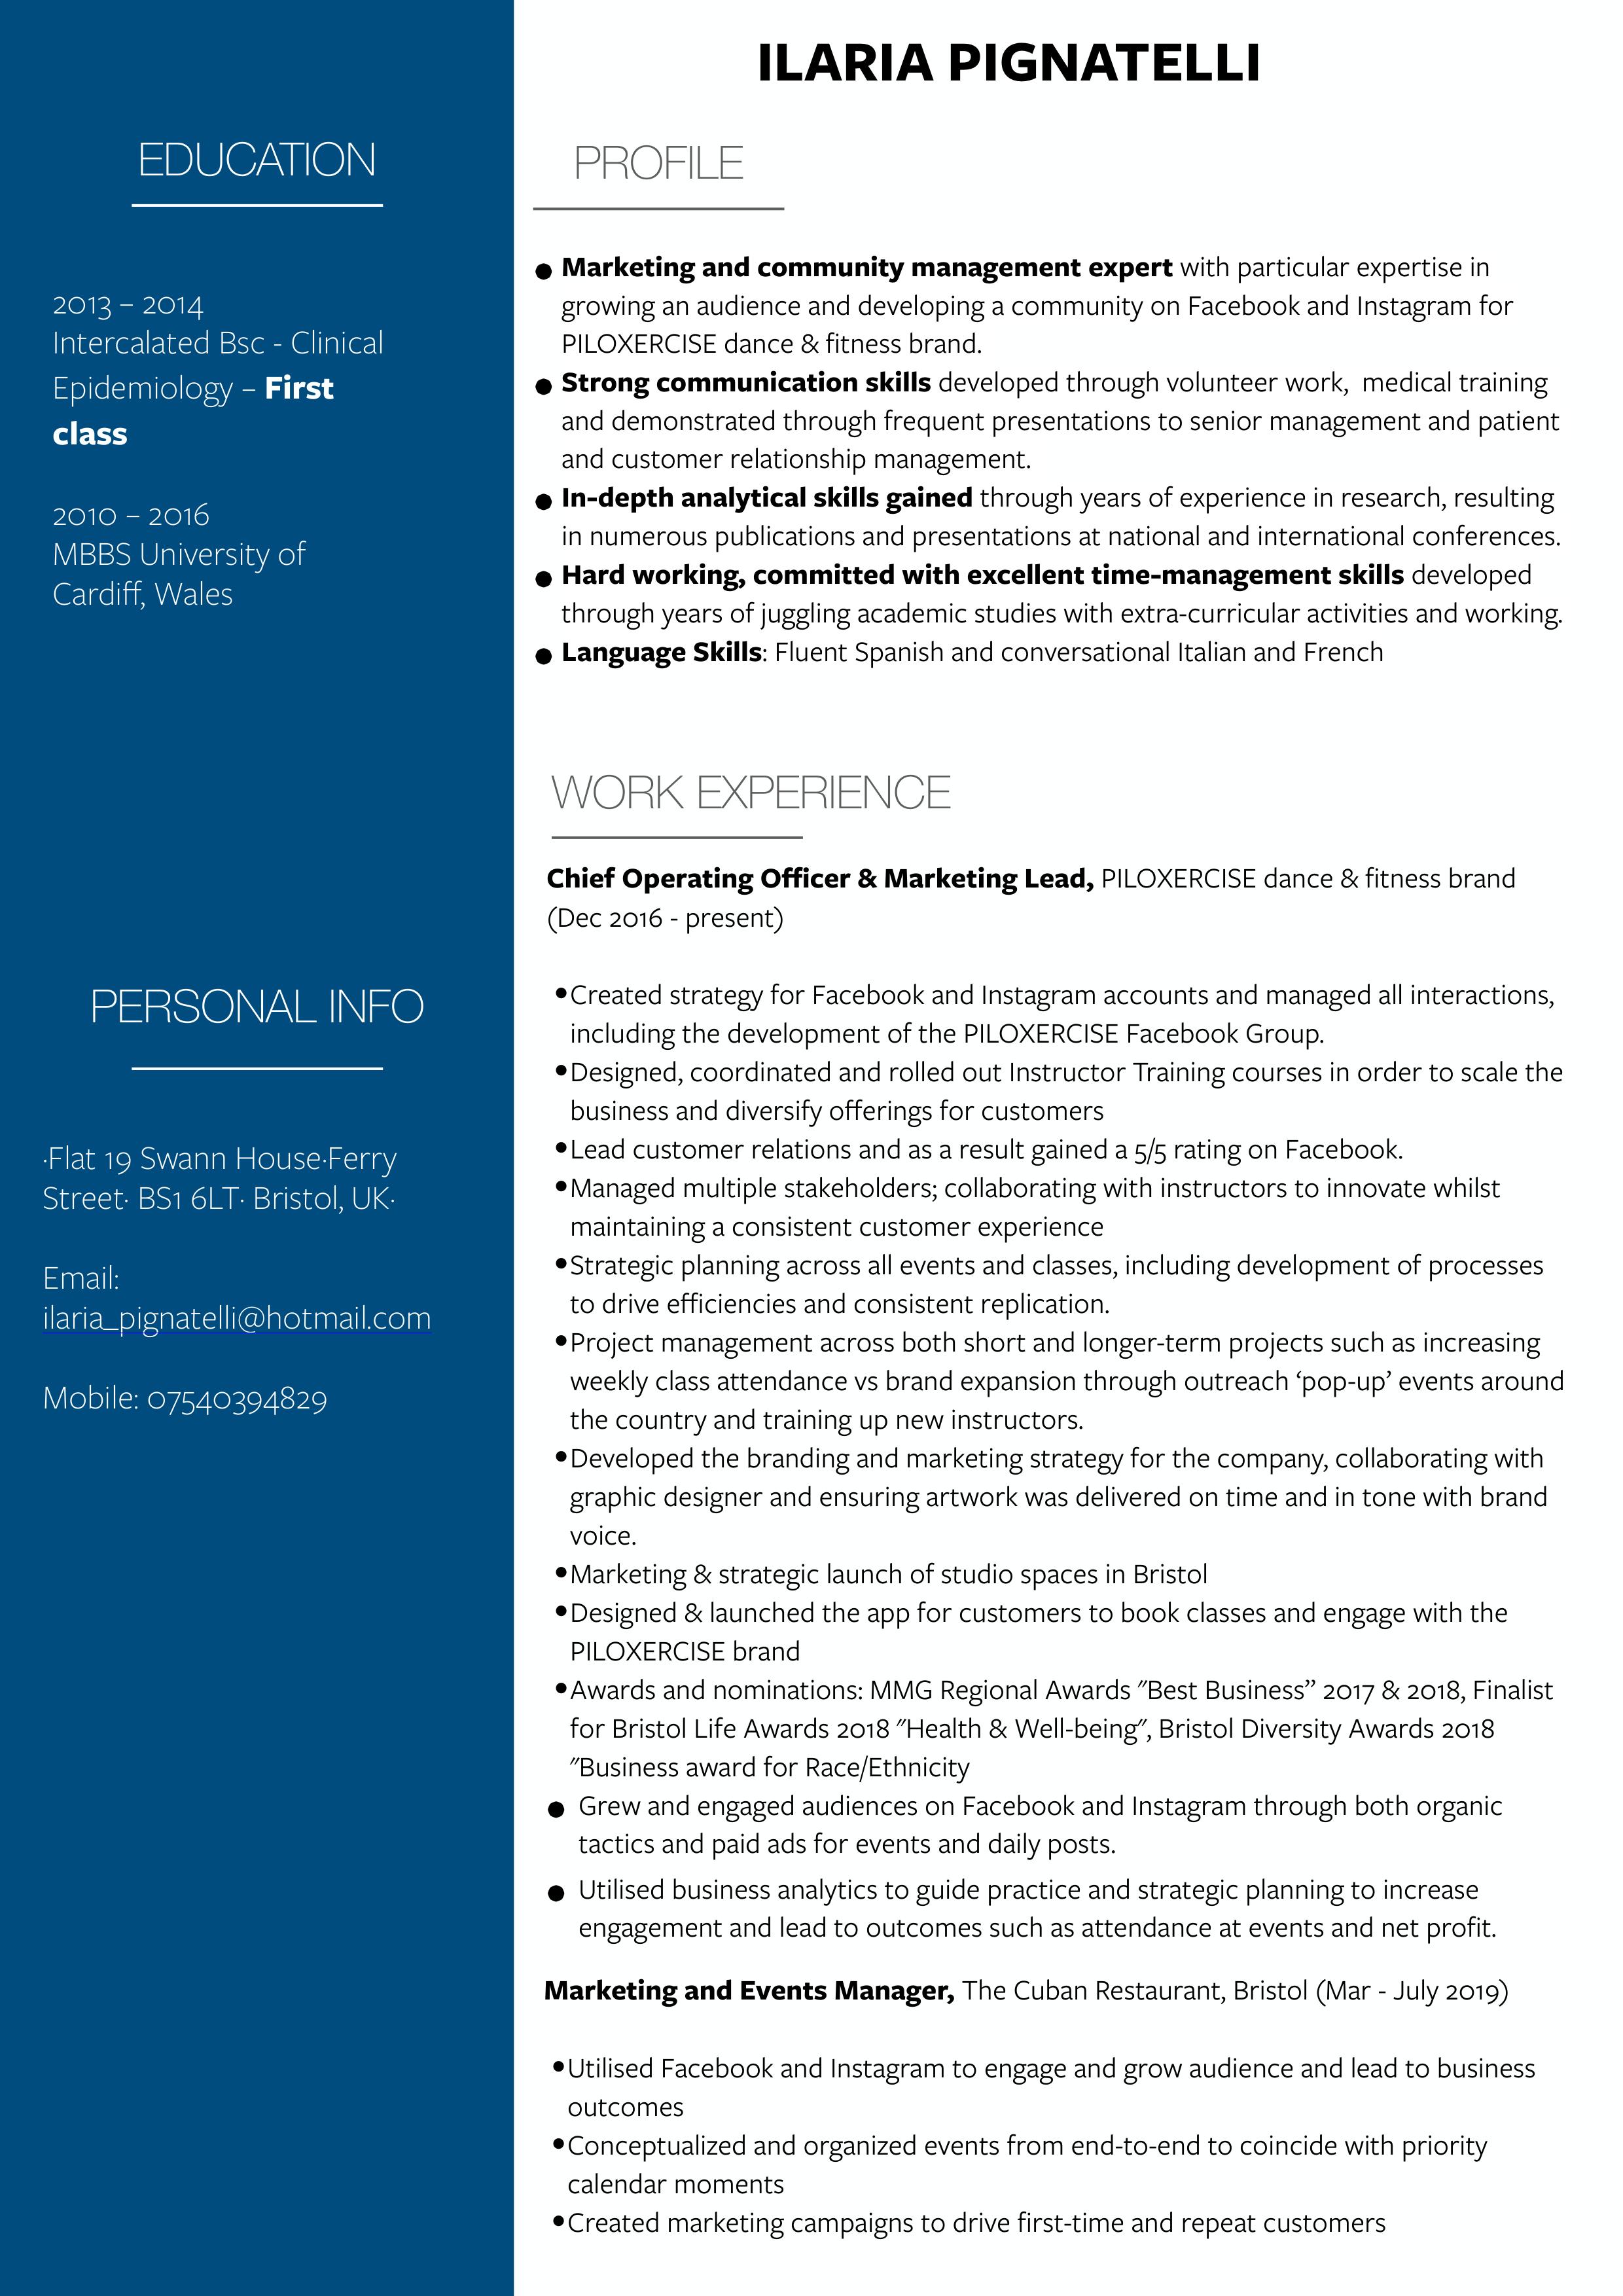 ILARIA PIGNATELLI
EDUCATION
2013 – 2014
Intercalated Bsc - Clinical
Epidemiology – First
class
2010 – 2016
MBBS University of
Cardiff, Wales
PERSONAL INFO
·Flat 19 Swann House·Ferry
Street· BS1 6LT· Bristol, UK·
Email:
ilaria_pignatelli@hotmail.com
Mobile: 07540394829
PROFILE
● Marketing and community management expert with particular expertise in
growing an audience and developing a community on Facebook and Instagram for
PILOXERCISE dance & fitness brand.
● Strong communication skills developed through volunteer work,  medical training
and demonstrated through frequent presentations to senior management and patient
and customer relationship management.
● In-depth analytical skills gained through years of experience in research, resulting
in numerous publications and presentations at national and international conferences.
● Hard working, committed with excellent time-management skills developed
through years of juggling academic studies with extra-curricular activities and working.
● Language Skills: Fluent Spanish and conversational Italian and French
WORK EXPERIENCE
Chief Operating Officer & Marketing Lead, PILOXERCISE dance & fitness brand
(Dec 2016 - present)
•Created strategy for Facebook and Instagram accounts and managed all interactions,
including the development of the PILOXERCISE Facebook Group.
•Designed, coordinated and rolled out Instructor Training courses in order to scale the
business and diversify offerings for customers
•Lead customer relations and as a result gained a 5/5 rating on Facebook.
•Managed multiple stakeholders; collaborating with instructors to innovate whilst
maintaining a consistent customer experience
•Strategic planning across all events and classes, including development of processes
to drive efficiencies and consistent replication.
•Project management across both short and longer-term projects such as increasing
weekly class attendance vs brand expansion through outreach ‘pop-up’ events around
the country and training up new instructors.
•Developed the branding and marketing strategy for the company, collaborating with
graphic designer and ensuring artwork was delivered on time and in tone with brand
voice.
•Marketing & strategic launch of studio spaces in Bristol
•Designed & launched the app for customers to book classes and engage with the
PILOXERCISE brand
•Awards and nominations: MMG Regional Awards "Best Business” 2017 & 2018, Finalist
for Bristol Life Awards 2018 "Health & Well-being", Bristol Diversity Awards 2018
"Business award for Race/Ethnicity
● Grew and engaged audiences on Facebook and Instagram through both organic
tactics and paid ads for events and daily posts.
● Utilised business analytics to guide practice and strategic planning to increase
engagement and lead to outcomes such as attendance at events and net profit.
Marketing and Events Manager, The Cuban Restaurant, Bristol (Mar - July 2019)
•Utilised Facebook and Instagram to engage and grow audience and lead to business
outcomes
•Conceptualized and organized events from end-to-end to coincide with priority
calendar moments
•Created marketing campaigns to drive first-time and repeat customers